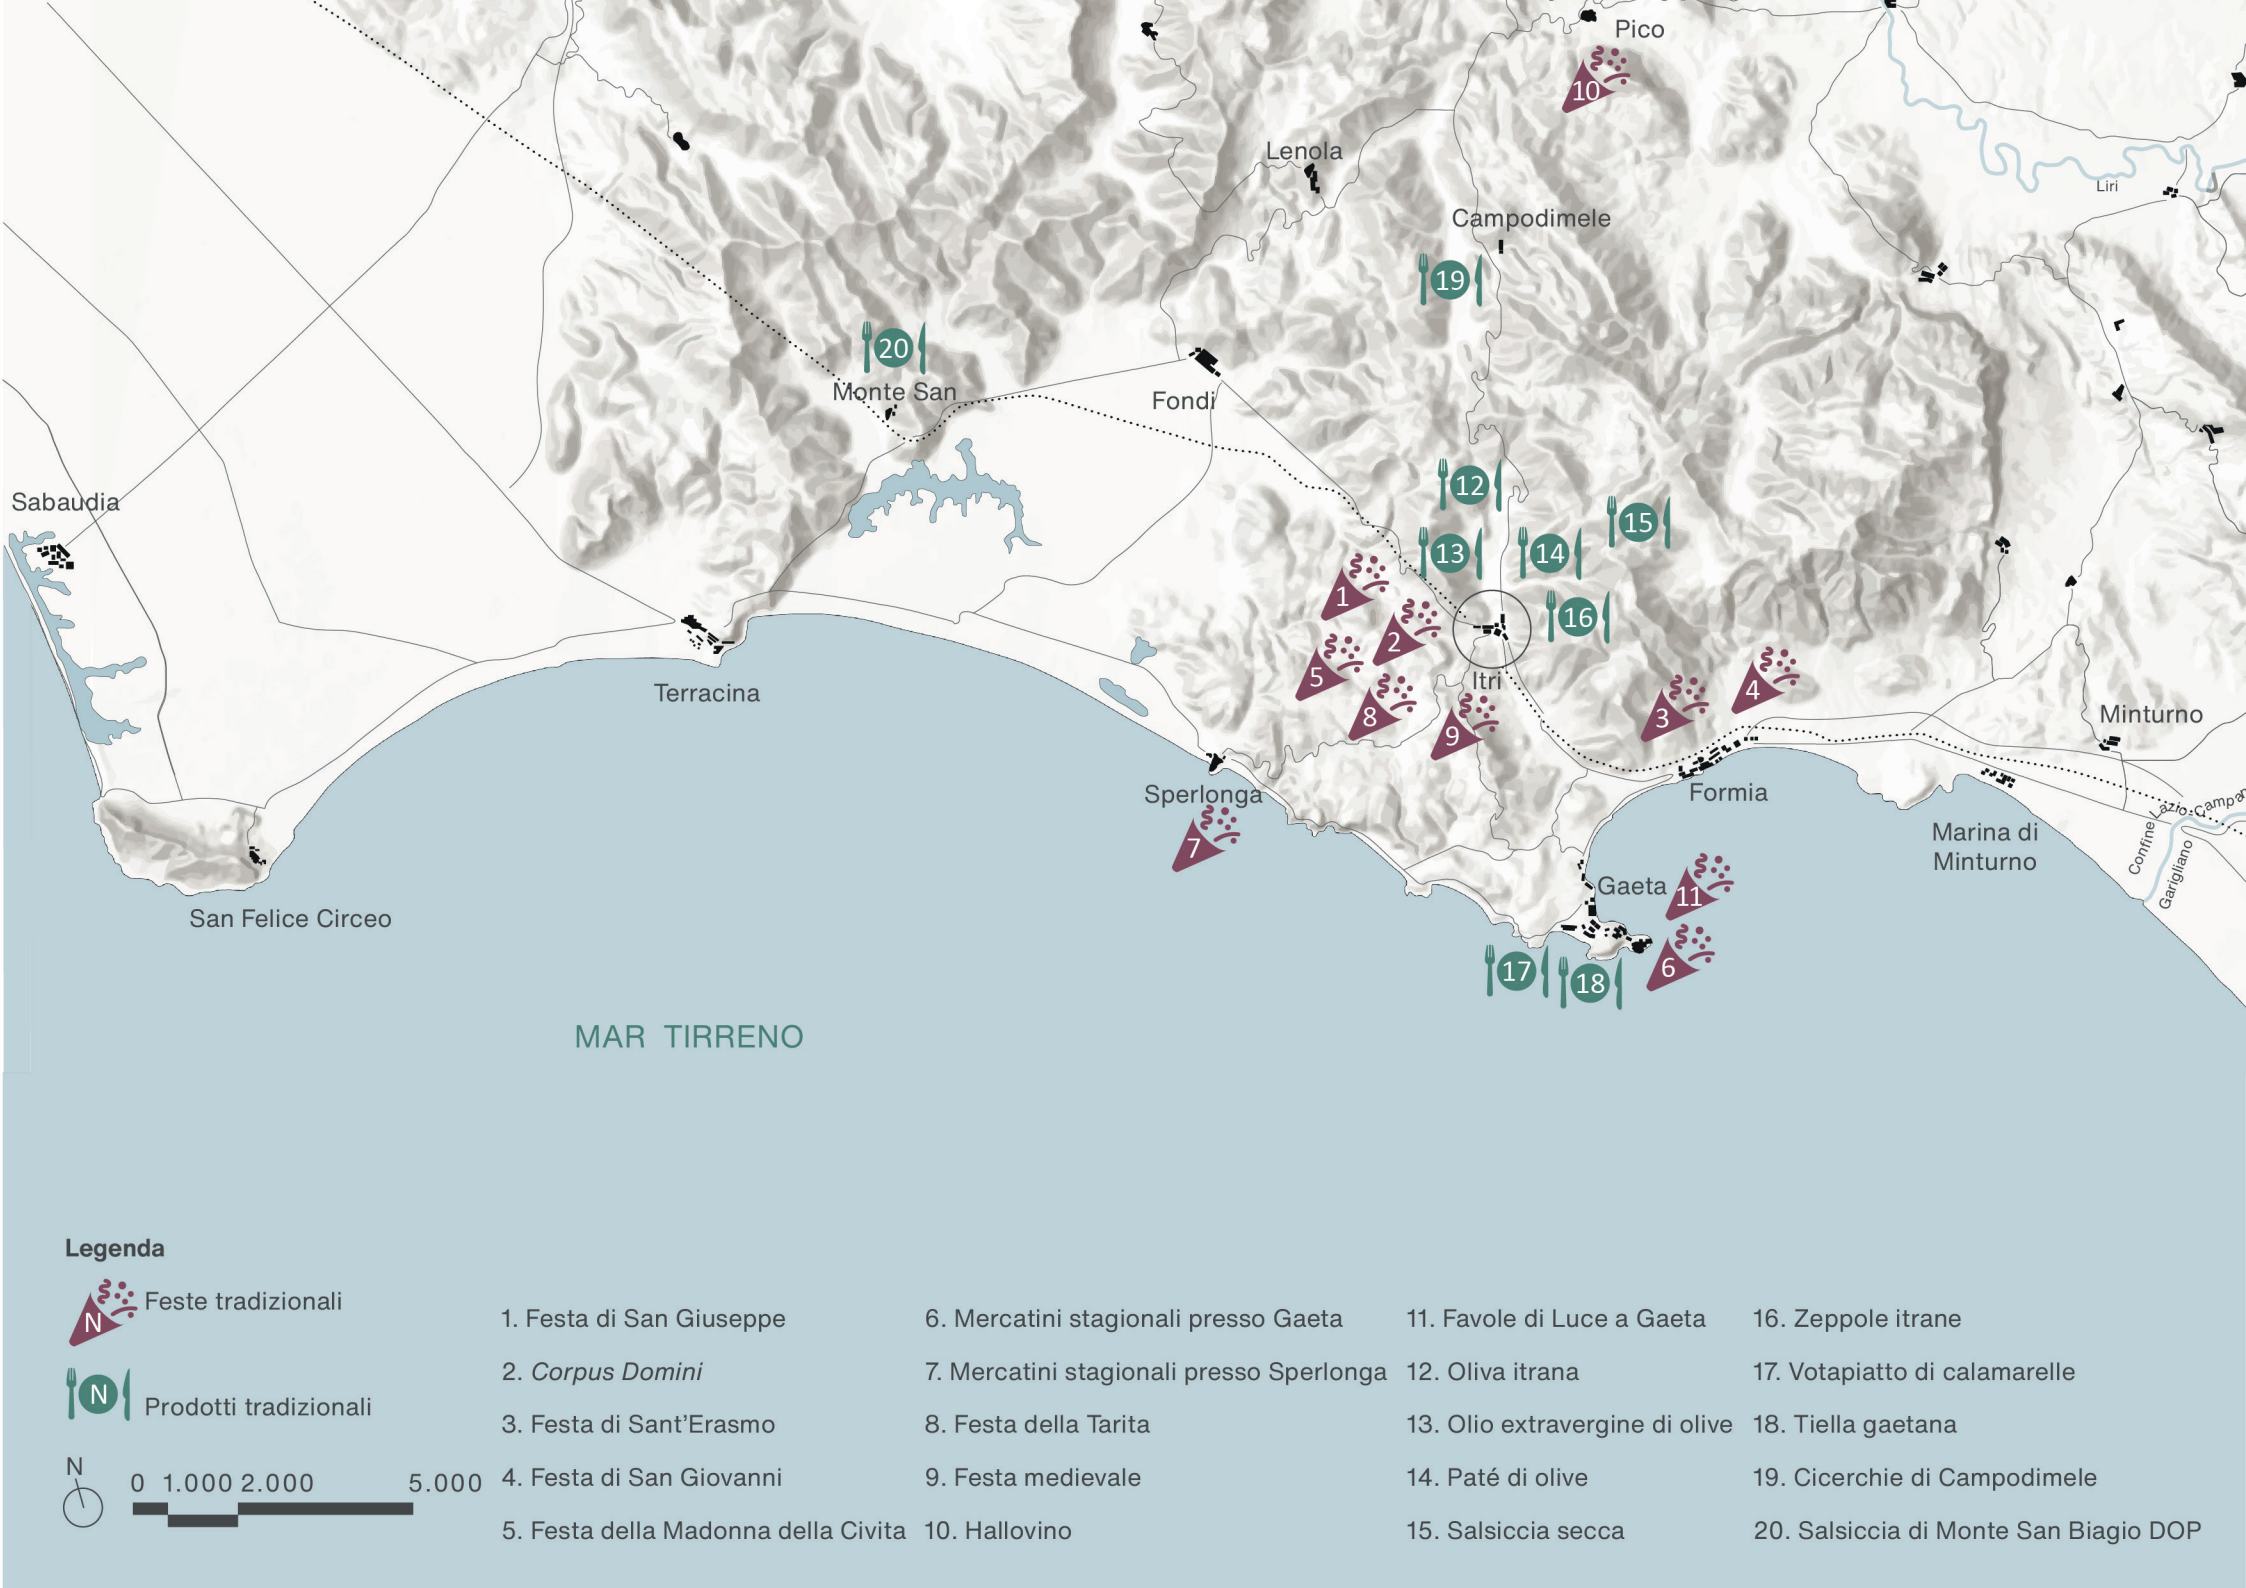 Pico
10
Lenola
Liri
Campodimele
19
20
Monte San
Fondi
Sabaudia
12
15
13
14
1
16
2
5
Itri
Terracina
8
3
4
9
Minturno
Sperlonga
Formia
7
Marina di
Minturno
Confine Lazio-Campania
Garigliano
Gaeta
11
San Felice Circeo
6
17
18
MAR TIRRENO
Legenda
N
Feste tradizionali
N
Prodotti tradizionali
N
0 1.000 2.000 5.000
1. Festa di San Giuseppe
2. Corpus Domini
3. Festa di Sant'Erasmo
4. Festa di San Giovanni
5. Festa della Madonna della Civita
6. Mercatini stagionali presso Gaeta
7. Mercatini stagionali presso Sperlonga
8. Festa della Tarita
9. Festa medievale
10. Hallovino
11. Favole di Luce a Gaeta
12. Oliva itrana
13. Olio extravergine di olive
14. Paté di olive
15. Salsiccia secca
16. Zeppole itrane
17. Votapiatto di calamarelle
18. Tiella gaetana
19. Cicerchie di Campodimele
20. Salsiccia di Monte San Biagio DOP